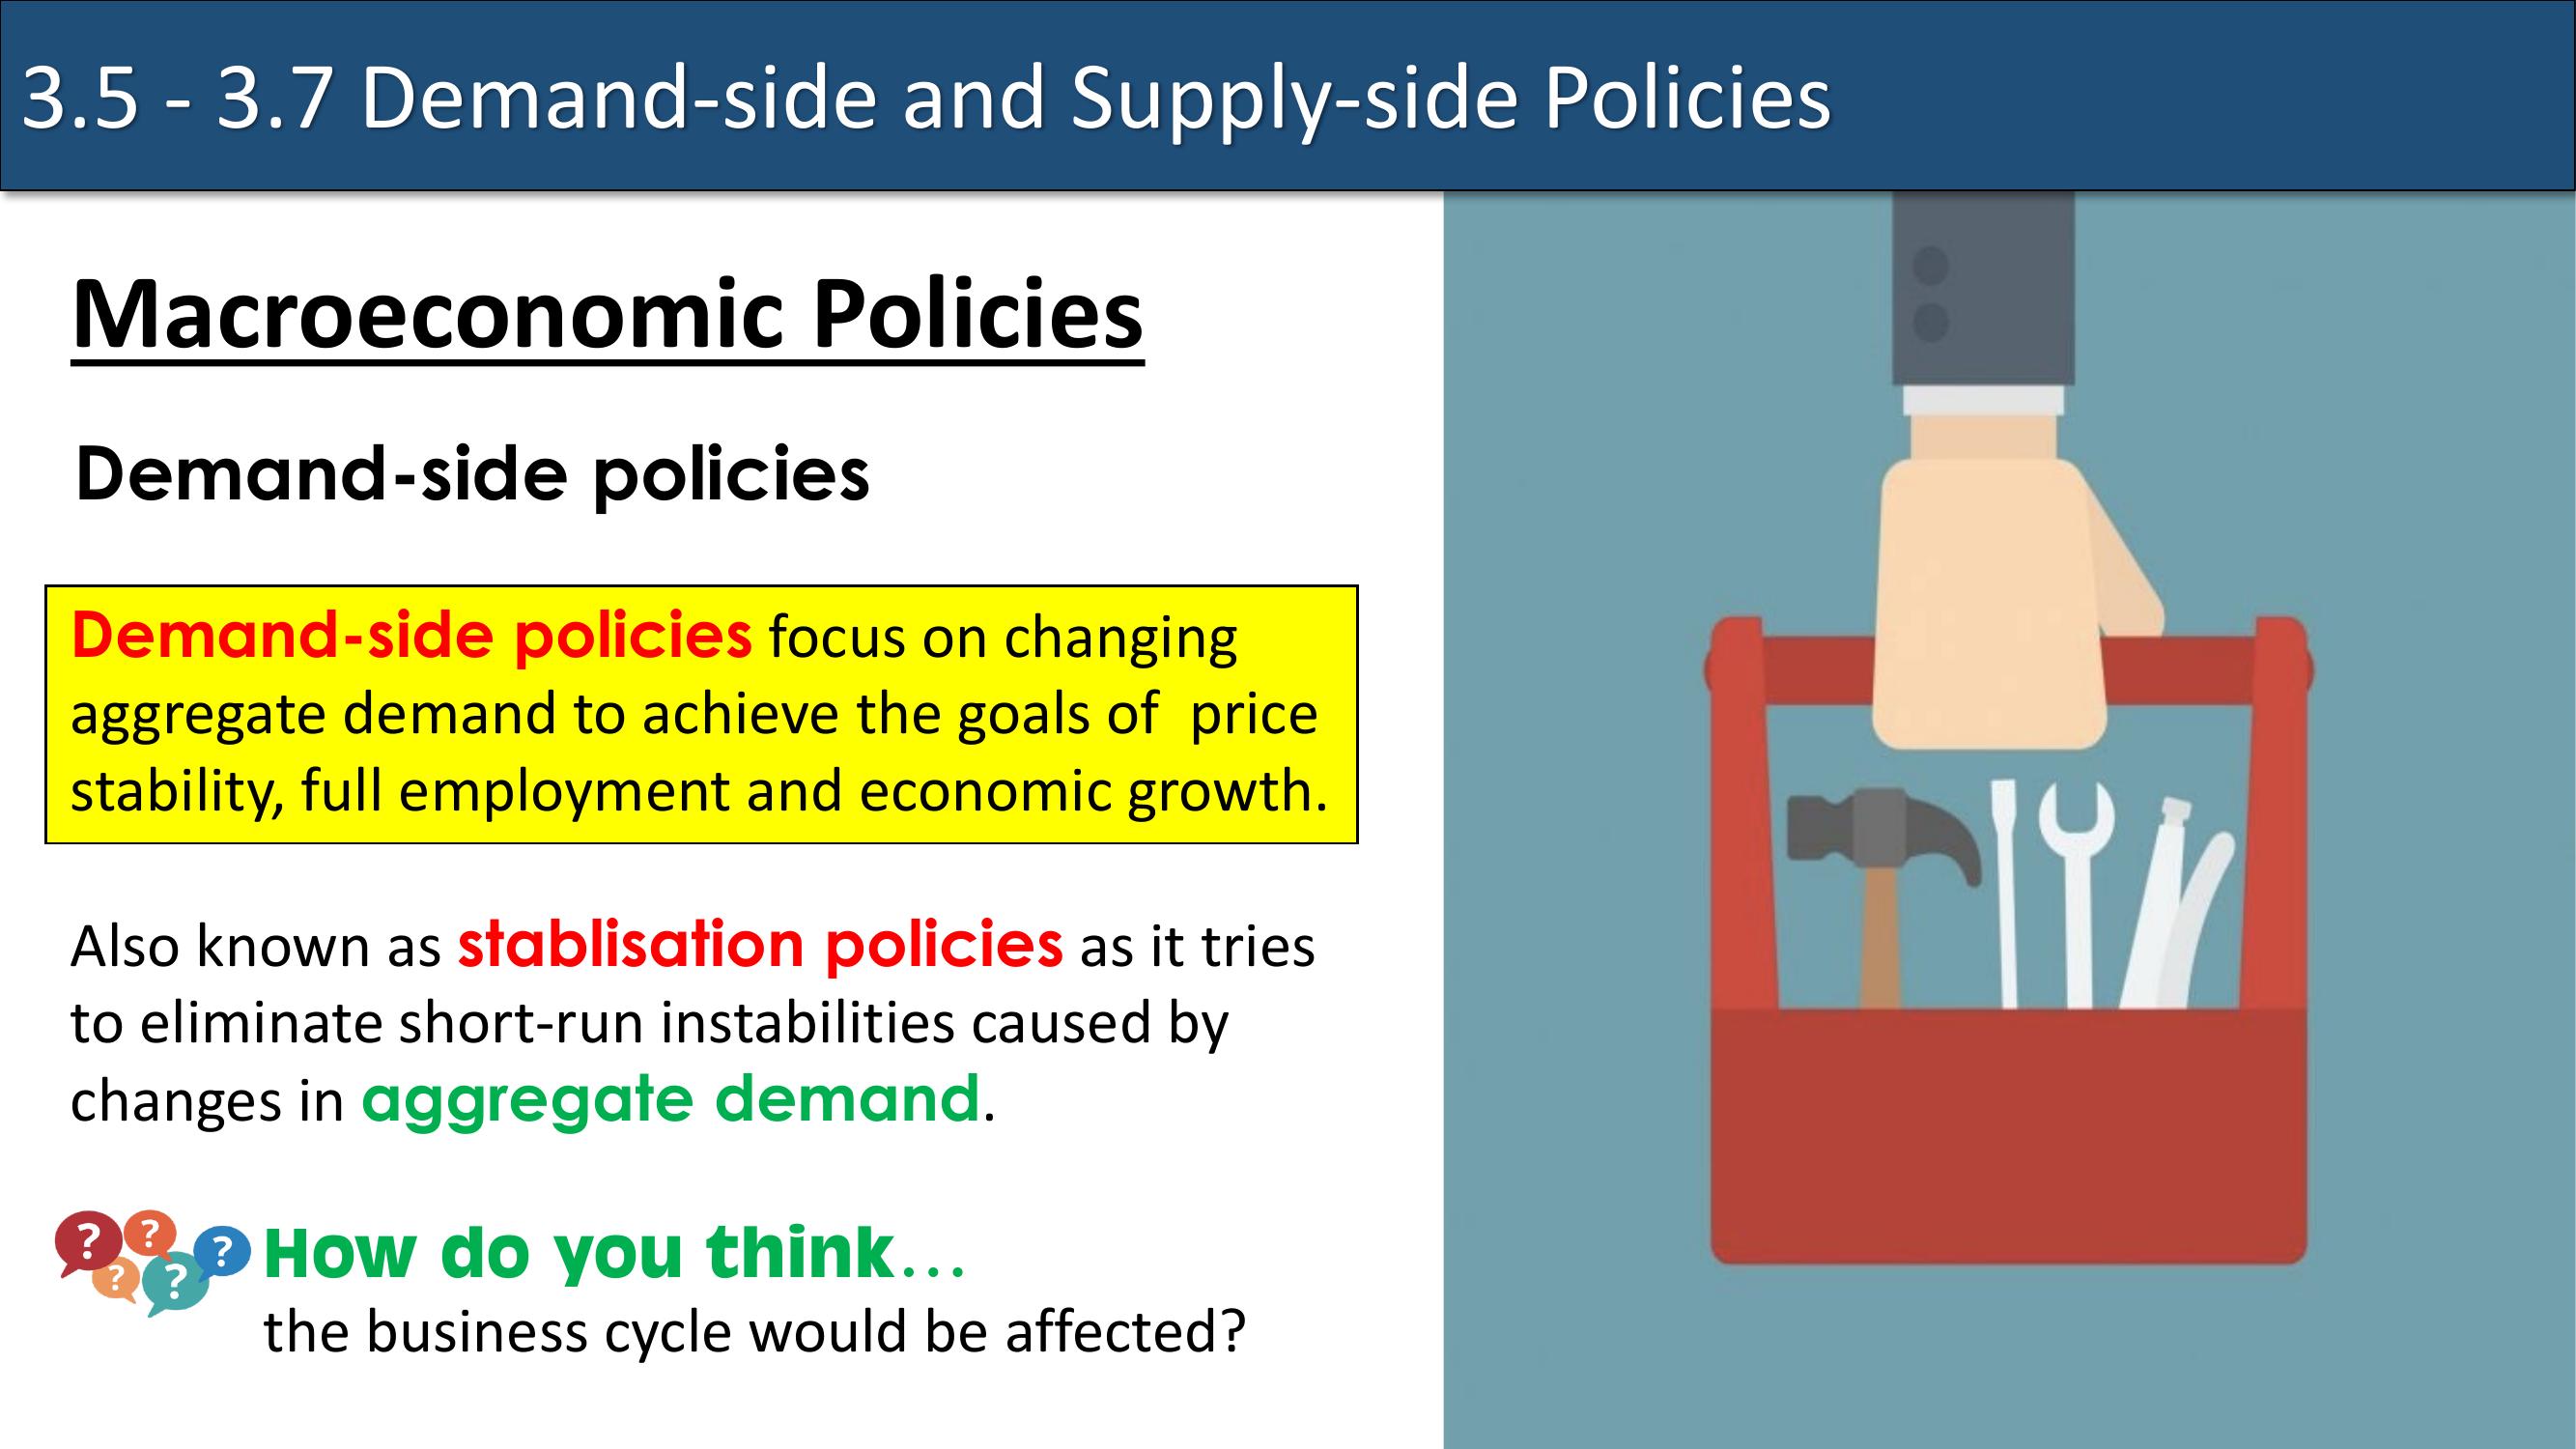 3.5 - 3.7 Demand-side and Supply-side Policies
Macroeconomic Policies
Demand-side policies
Demand-side policies focus on changing
aggregate demand to achieve the goals of  price
stability, full employment and economic growth.
Also known as stablisation policies as it tries
to eliminate short-run instabilities caused by
changes in aggregate demand.
? ? ? ? ?
How do you think...
the business cycle would be affected?